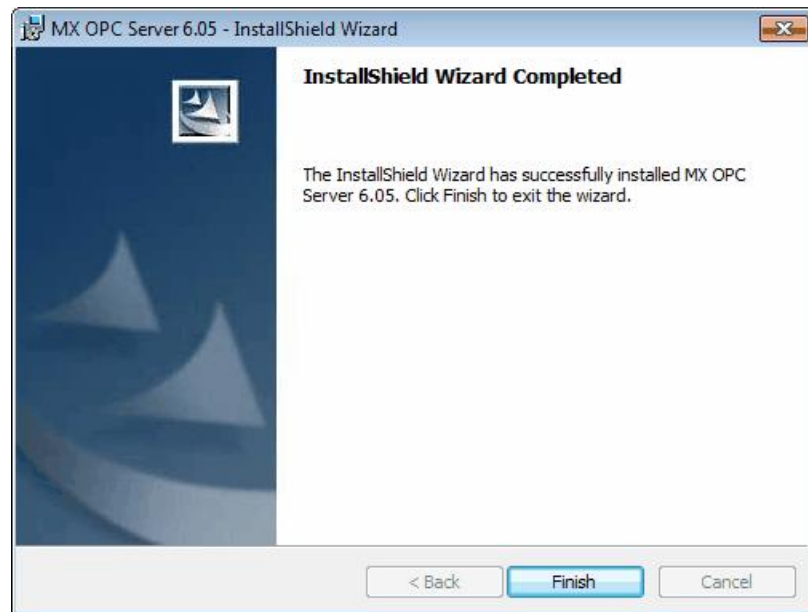 MX OPC Server 6.05 - InstallShield Wizard
InstallShield Wizard Completed
The InstallShield Wizard has successfully installed MX OPC
Server 6.05. Click Finish to exit the wizard.
< Back
Finish
Cancel